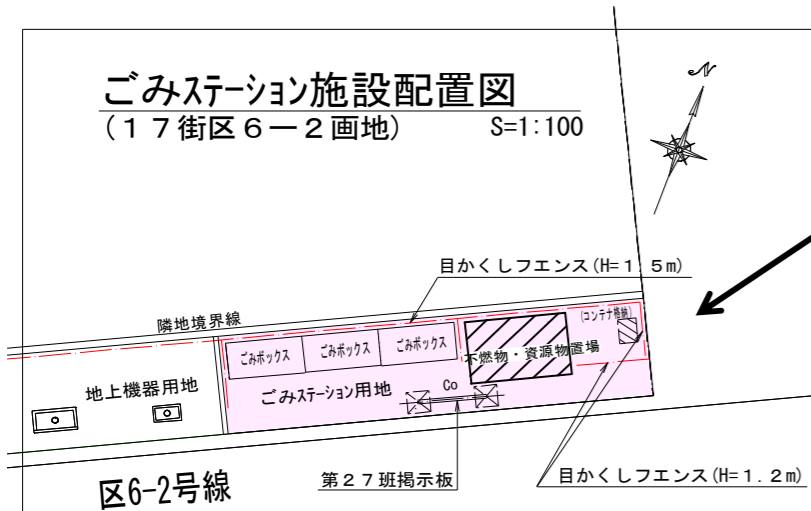 ごみステーション施設配置図
(17街区6ー2画地) S=1:100
N
目かくしフエンス(H=1.5m)
隣地境界線
(コンテナ格納)
ごみボックス ごみボックス ごみボックス
不燃物・資源物置場
地上機器用地
ごみステーション用地
Co
区6-2号線
第27班掲示板
目かくしフエンス(H=1.2m)